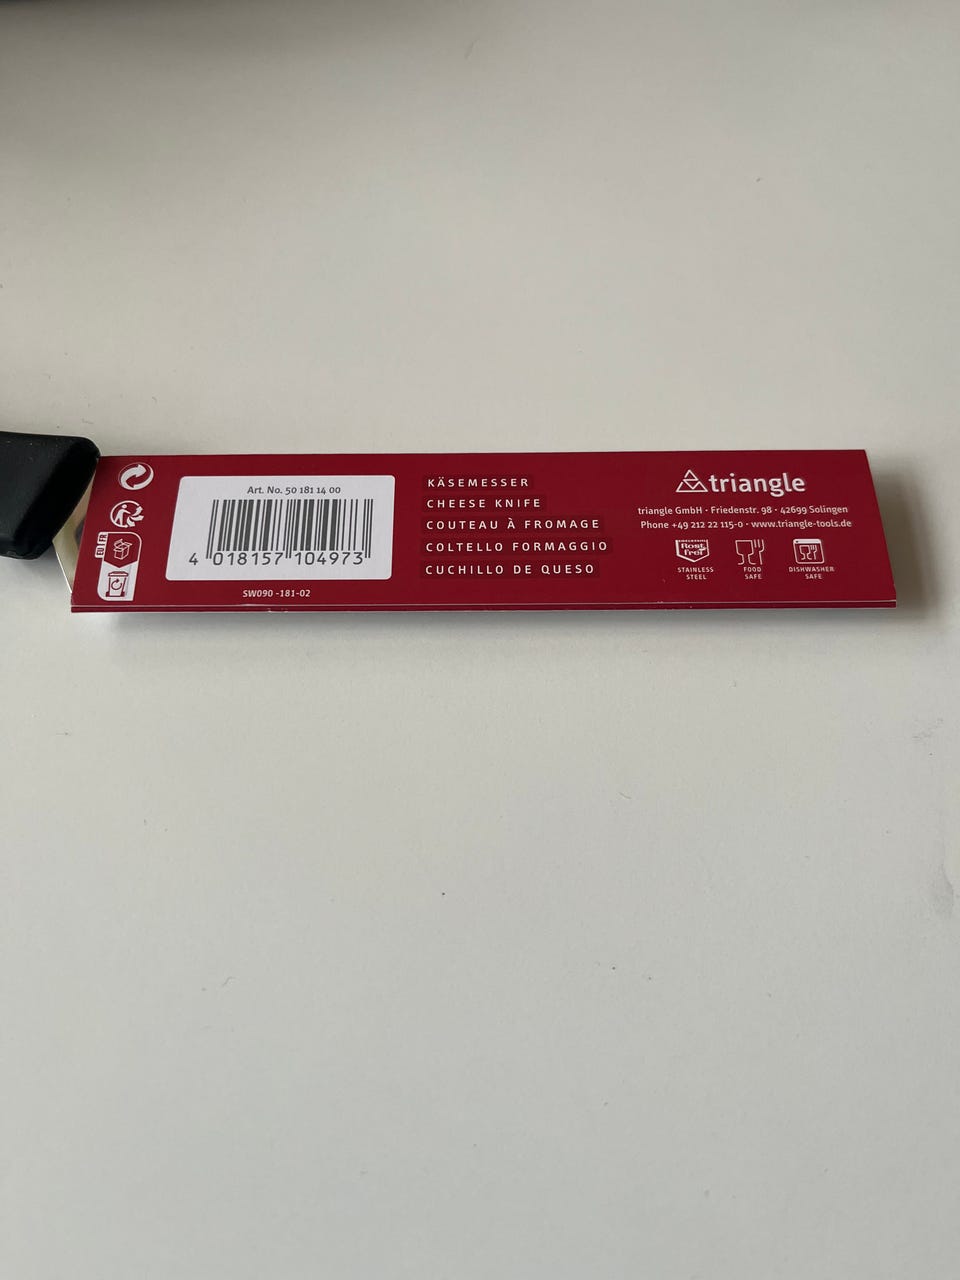 EU | FR
Art. No. 50 181 14 00
4 018157 104973
SW090 -181-02
KÄSEMESSER
CHEESE KNIFE
COUTEAU À FROMAGE
COLTELLO FORMAGGIO
CUCHILLO DE QUESO
triangle
triangle GmbH · Friedenstr. 98 · 42699 Solingen
Phone +49 212 22 115-0 · www.triangle-tools.de
Rost
frei
STAINLESS
STEEL
FOOD
SAFE
DISHWASHER
SAFE